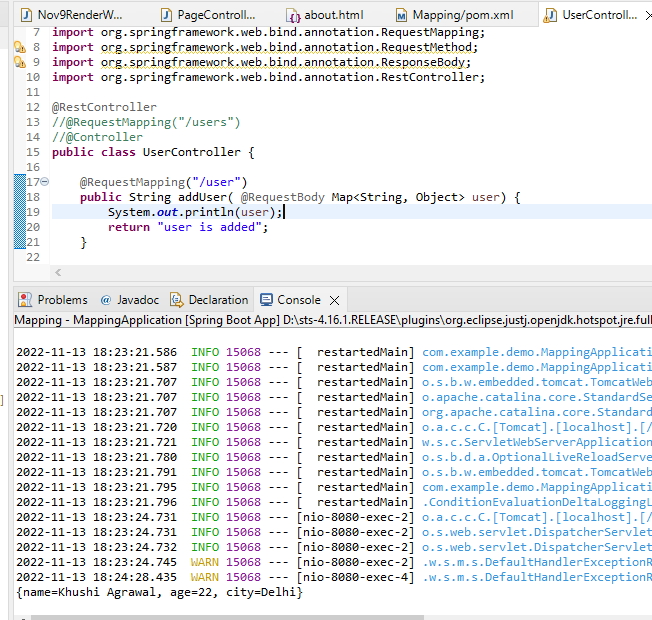 Nov9RenderW... PageControll... about.html Mapping/pom.xml UserControll...
7 import org.springframework.web.bind.annotation.RequestMapping;
8 import org.springframework.web.bind.annotation.RequestMethod;
9 import org.springframework.web.bind.annotation.ResponseBody;
10 import org.springframework.web.bind.annotation.RestController;
11
12 @RestController
13 //@RequestMapping("/users")
14 //@Controller
15 public class UserController {
16
17 @RequestMapping("/user")
18 public String addUser( @RequestBody Map<String, Object> user) {
19 System.out.println(user);
20 return "user is added";
21 }
22
Problems Javadoc Declaration Console
Mapping - MappingApplication [Spring Boot App] D:\sts-4.16.1.RELEASE\plugins\org.eclipse.justj.openjdk.hotspot.jre.full
2022-11-13 18:23:21.586 INFO 15068 --- [ restartedMain] com.example.demo.MappingApplicati
2022-11-13 18:23:21.587 INFO 15068 --- [ restartedMain] com.example.demo.MappingApplicati
2022-11-13 18:23:21.707 INFO 15068 --- [ restartedMain] o.s.b.w.embedded.tomcat.TomcatWeb
2022-11-13 18:23:21.707 INFO 15068 --- [ restartedMain] o.apache.catalina.core.StandardSe
2022-11-13 18:23:21.707 INFO 15068 --- [ restartedMain] org.apache.catalina.core.Standard
2022-11-13 18:23:21.720 INFO 15068 --- [ restartedMain] o.a.c.c.C.[Tomcat].[localhost].[/
2022-11-13 18:23:21.721 INFO 15068 --- [ restartedMain] w.s.c.ServletWebServerApplication
2022-11-13 18:23:21.780 INFO 15068 --- [ restartedMain] o.s.b.d.a.OptionalLiveReloadServe
2022-11-13 18:23:21.791 INFO 15068 --- [ restartedMain] o.s.b.w.embedded.tomcat.TomcatWeb
2022-11-13 18:23:21.795 INFO 15068 --- [ restartedMain] com.example.demo.MappingApplicati
2022-11-13 18:23:21.796 INFO 15068 --- [ restartedMain] .ConditionEvaluationDeltaLoggingL
2022-11-13 18:23:24.731 INFO 15068 --- [nio-8080-exec-2] o.a.c.c.C.[Tomcat].[localhost].[/
2022-11-13 18:23:24.731 INFO 15068 --- [nio-8080-exec-2] o.s.web.servlet.DispatcherServlet
2022-11-13 18:23:24.732 INFO 15068 --- [nio-8080-exec-2] o.s.web.servlet.DispatcherServlet
2022-11-13 18:23:24.745 WARN 15068 --- [nio-8080-exec-2] .w.s.m.s.DefaultHandlerExceptionR
2022-11-13 18:24:28.435 WARN 15068 --- [nio-8080-exec-4] .w.s.m.s.DefaultHandlerExceptionR
{name=Khushi Agrawal, age=22, city=Delhi}